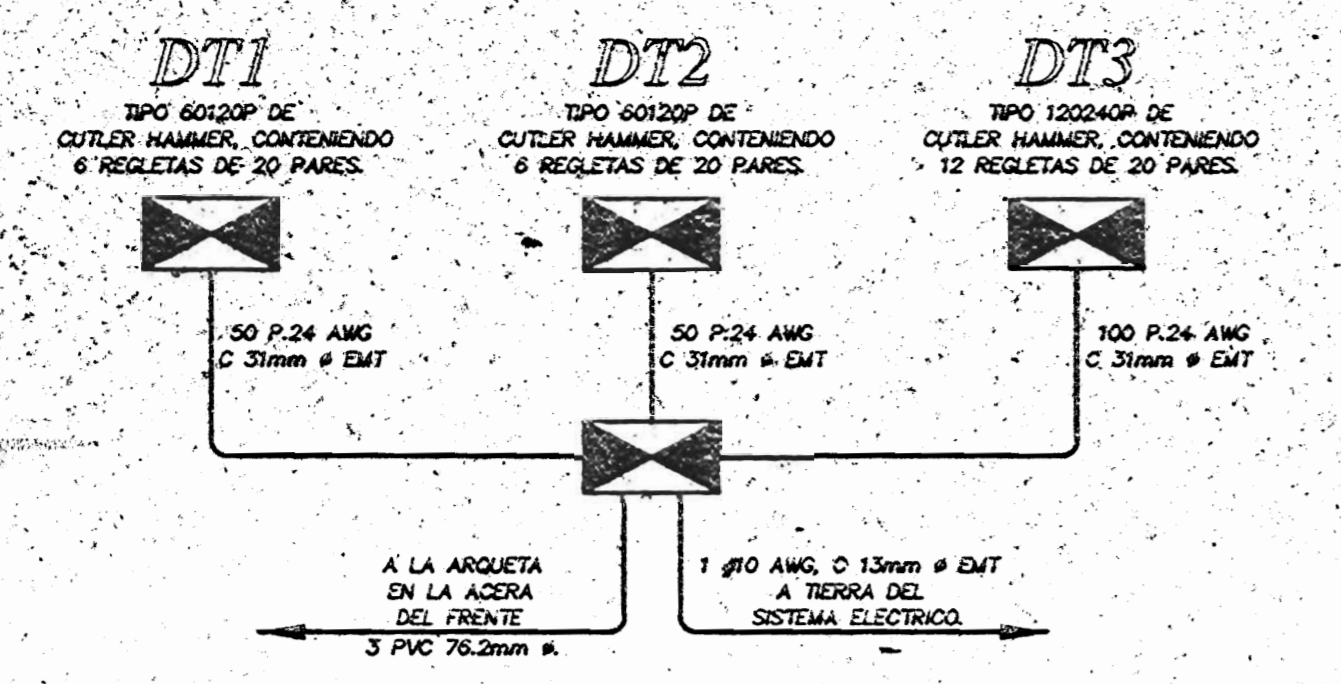 DT1
TIPO 60120P DE
CUTLER HAMMER, CONTENIENDO
6 REGLETAS DE 20 PARES.
DT2
TIPO 60120P DE
CUTLER HAMMER, CONTENIENDO
6 REGLETAS DE 20 PARES.
DT3
TIPO 120240P DE
CUTLER HAMMER, CONTENIENDO
12 REGLETAS DE 20 PARES.
50 P.24 AWG
C 31mm ø EMT
50 P.24 AWG
C 31mm ø EMT
100 P.24 AWG
C 31mm ø EMT
A LA ARQUETA
EN LA ACERA
DEL FRENTE
3 PVC 76.2mm ø.
1 #10 AWG, C 13mm ø EMT
A TIERRA DEL
SISTEMA ELECTRICO.